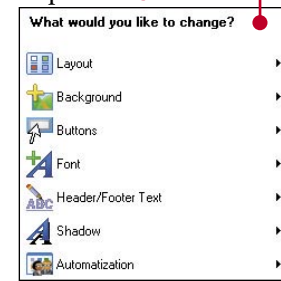 What would you like to change?
Layout
Background
Buttons
Font
Header/Footer Text
Shadow
Automatization